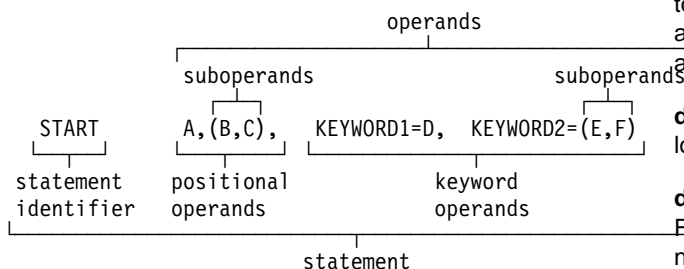 operands
suboperands suboperands
START A,(B,C), KEYWORD1=D, KEYWORD2=(E,F)
statement positional keyword
identifier operands operands
statement